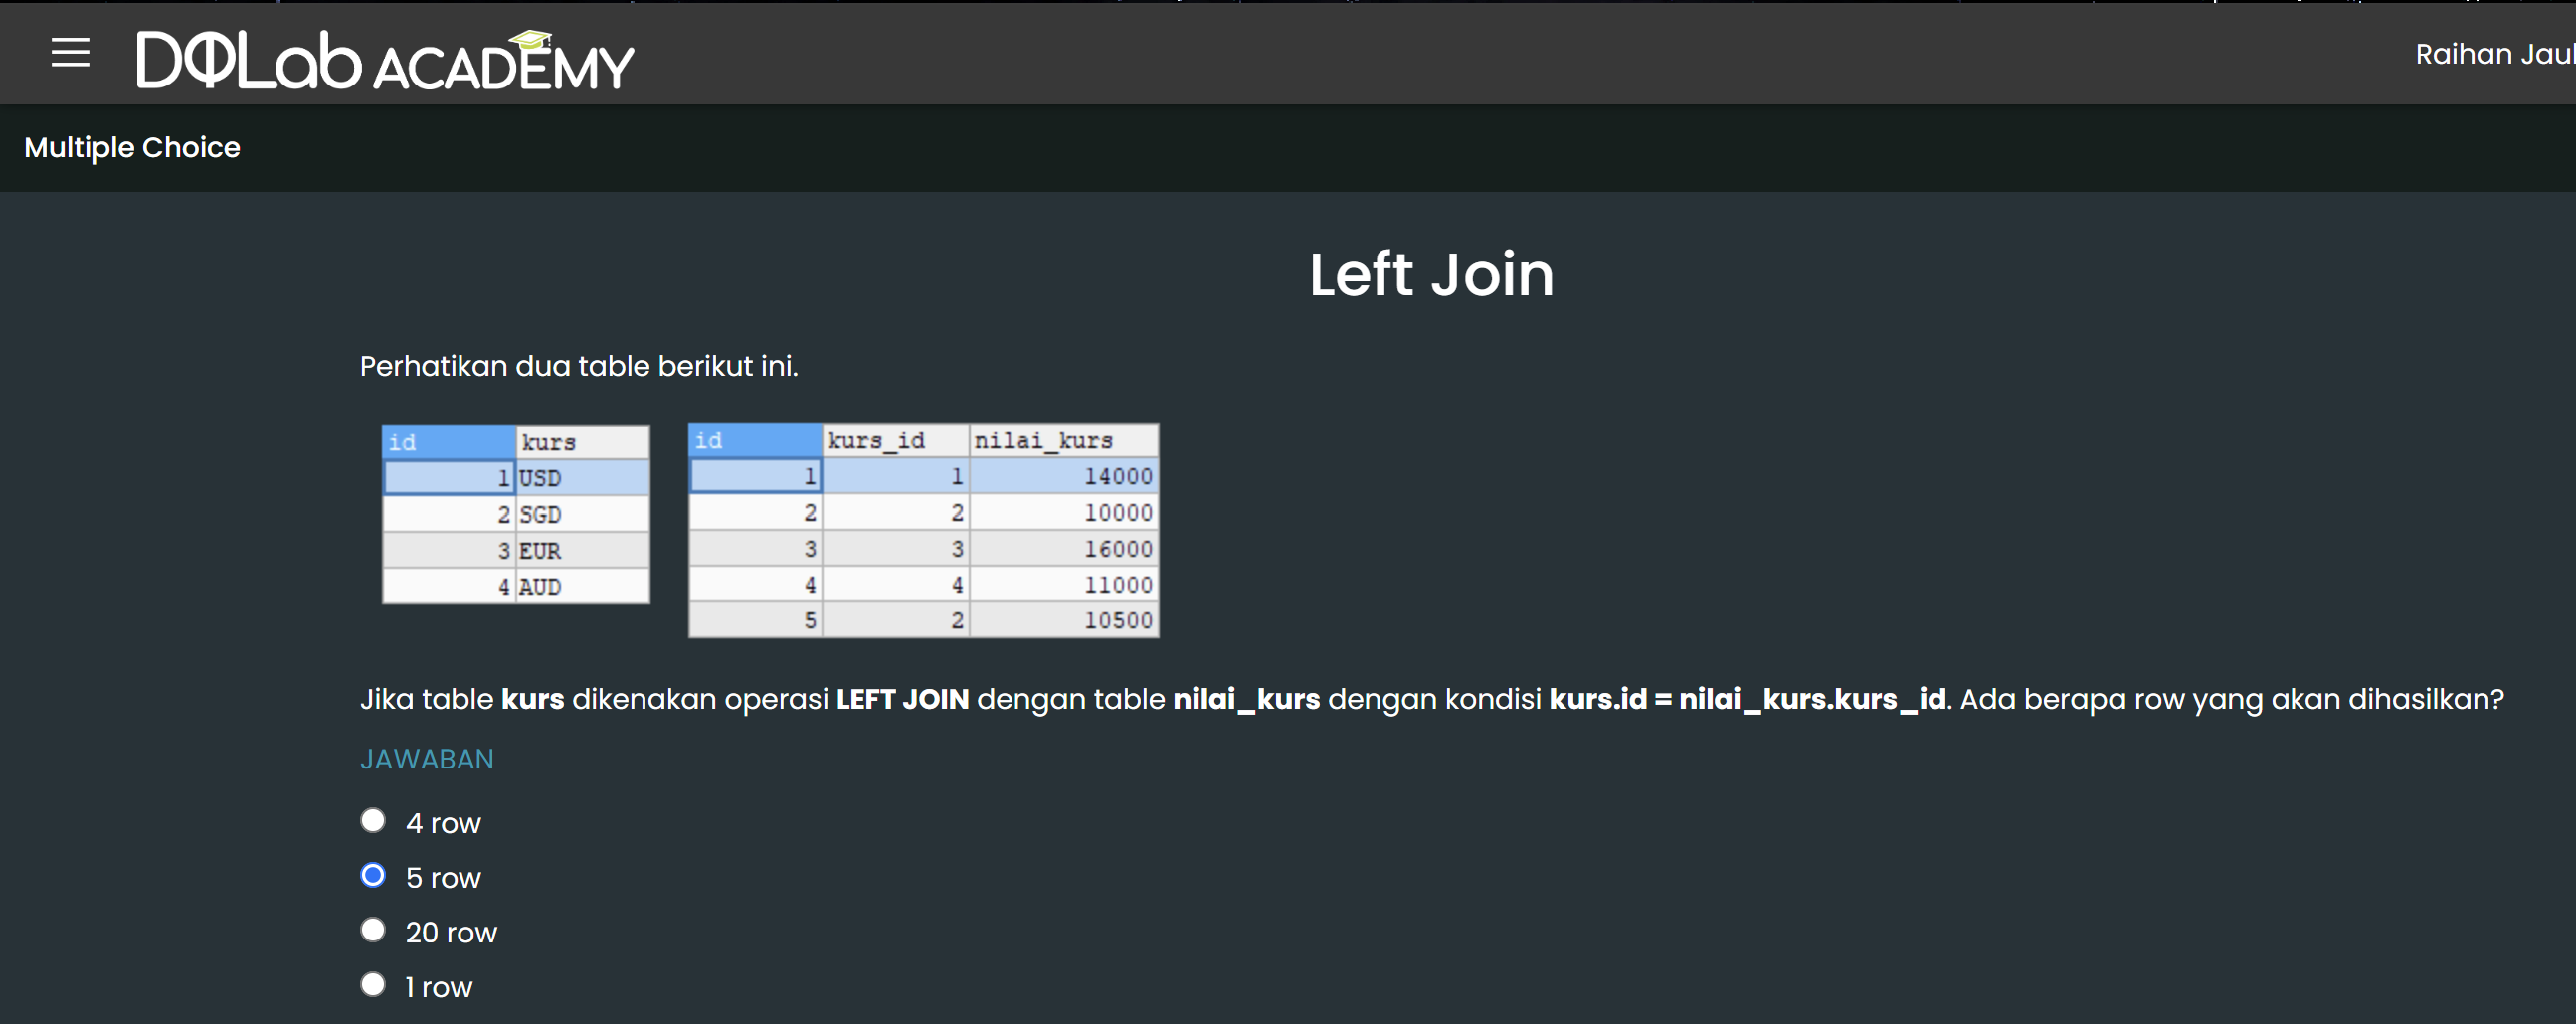 DQLab ACADEMY
Raihan
Multiple Choice
Left Join
Perhatikan dua table berikut ini.
id kurs
1 USD
2 SGD
3 EUR
4 AUD
id kurs_id nilai_kurs
1 1 14000
2 2 10000
3 3 16000
4 4 11000
5 2 10500
Jika table kurs dikenakan operasi LEFT JOIN dengan table nilai_kurs dengan kondisi kurs.id = nilai_kurs.kurs_id. Ada berapa row yang akan dihasilkan?
JAWABAN
4 row
5 row
20 row
1 row